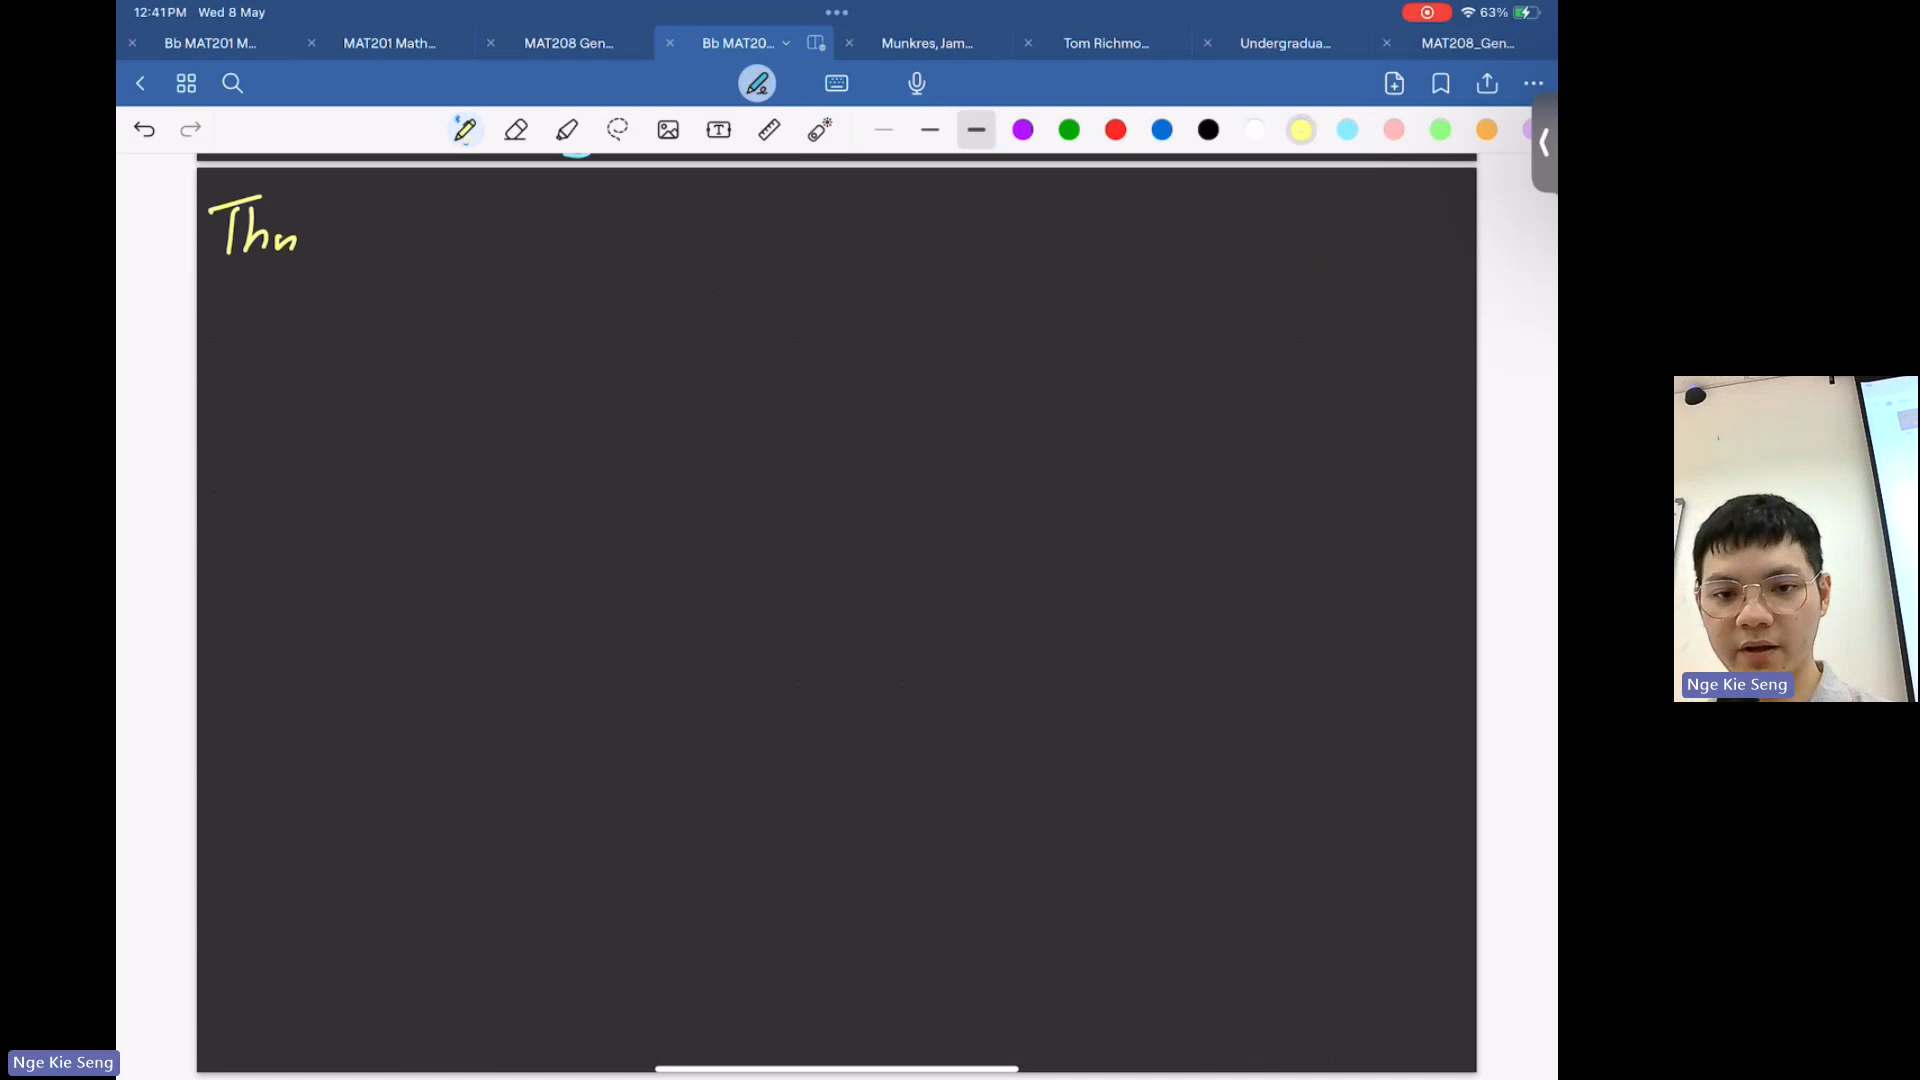 12:41 PM Wed 8 May
63%
Bb MAT201 M...
MAT201 Math...
MAT208 Gen...
Bb MAT20...
Munkres, Jam...
Tom Richmo...
Undergradua...
MAT208_Gen...
T
Thn
Nge Kie Seng
Nge Kie Seng